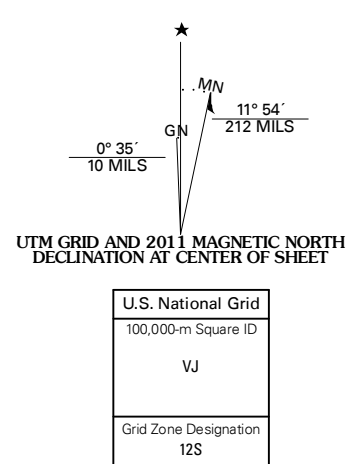 MN
11° 54´
212 MILS
GN
0° 35´
10 MILS
UTM GRID AND 2011 MAGNETIC NORTH
DECLINATION AT CENTER OF SHEET
U.S. National Grid
100,000-m Square ID
VJ
Grid Zone Designation
12S